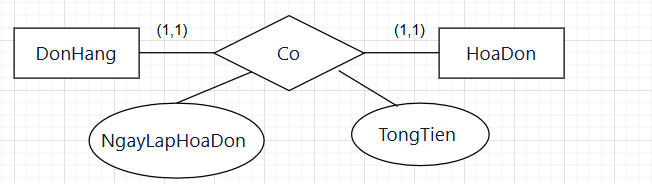 (1,1)
(1,1)
DonHang
Co
HoaDon
NgayLapHoaDon
TongTien